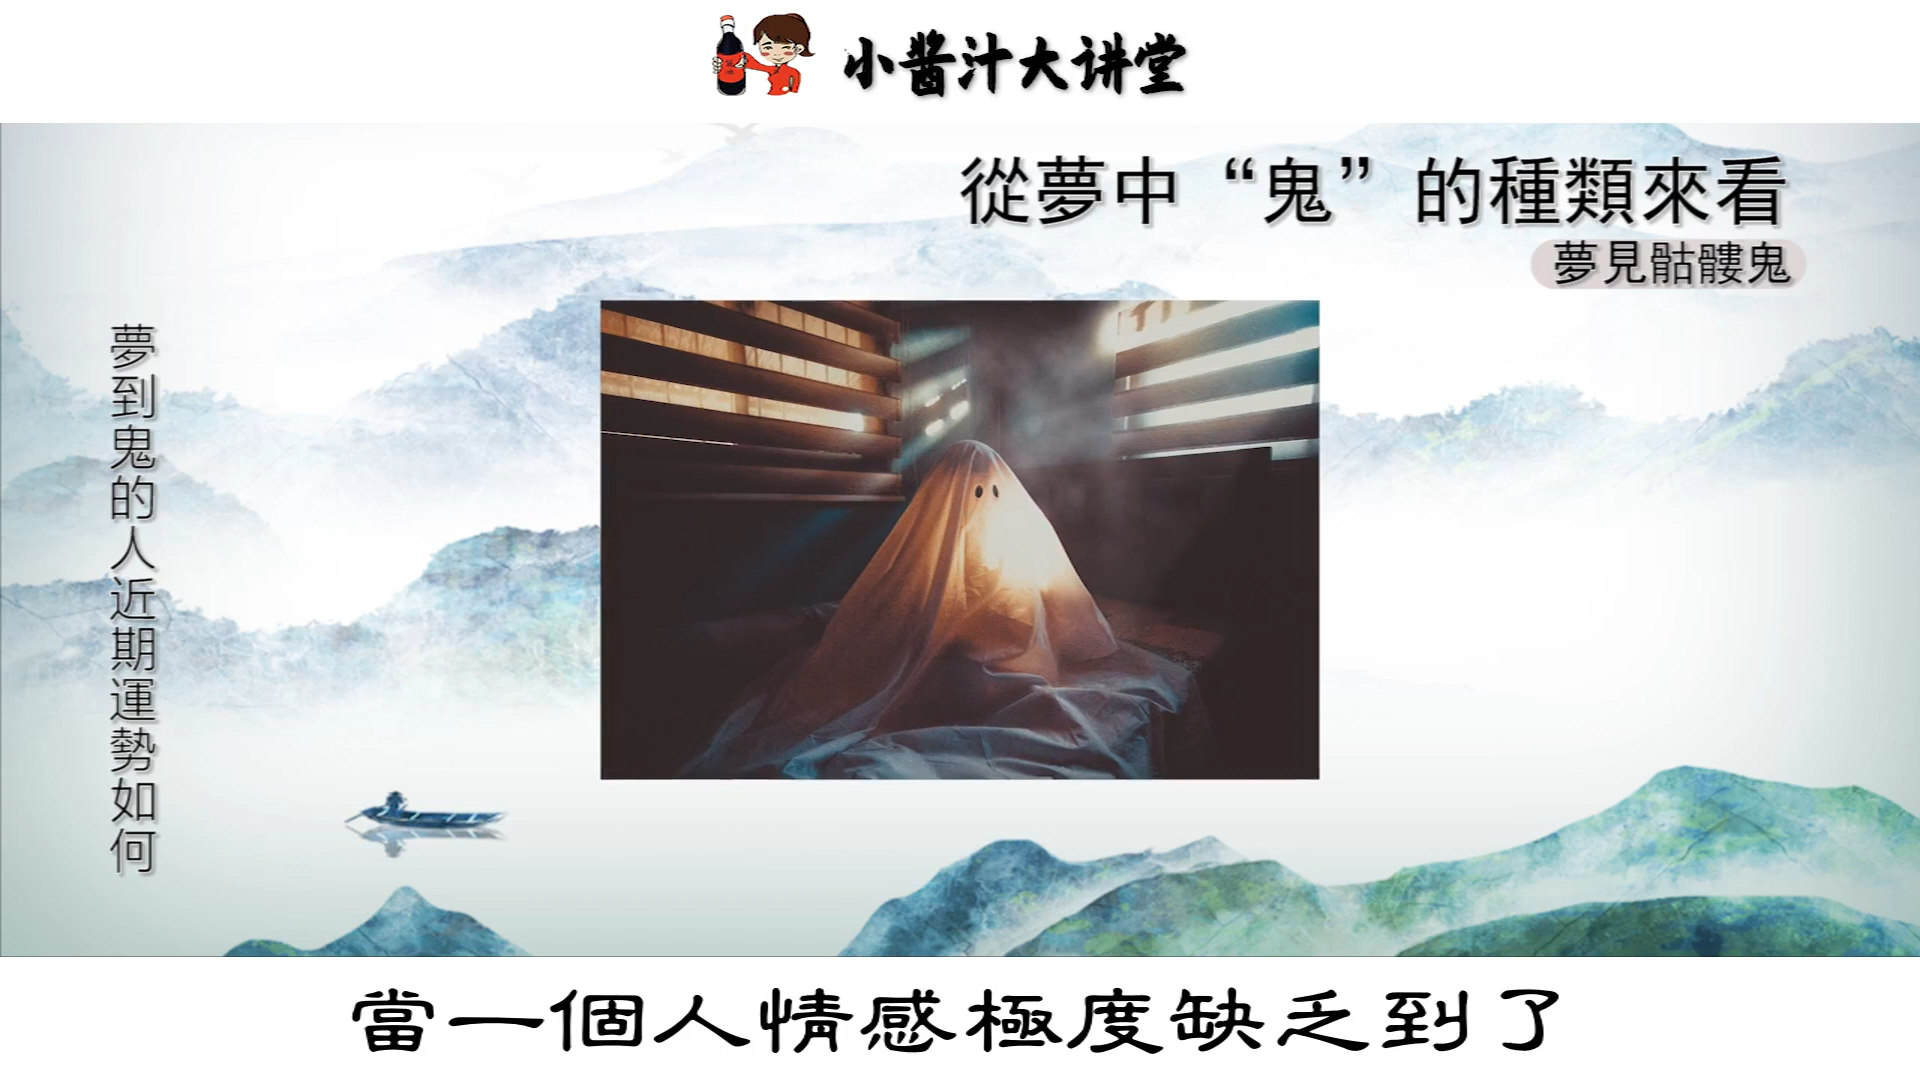 小酱汁大讲堂
從夢中“鬼”的種類來看
夢見骷髏鬼
夢到鬼的人近期運勢如何
當一個人情感極度缺乏到了